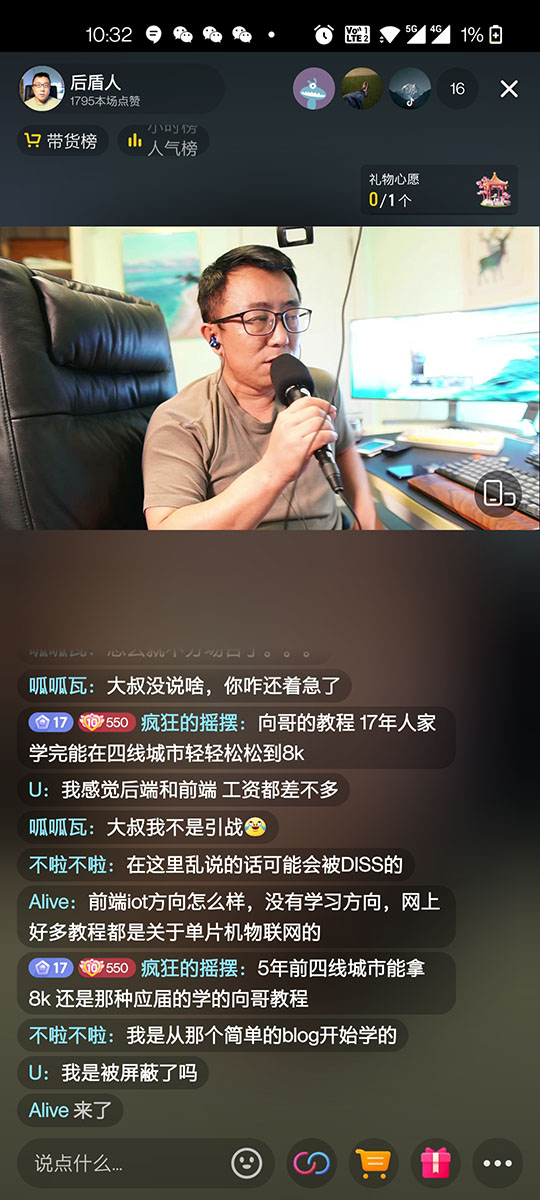 10:32
Vo 1
LTE 2
5G
4G
1%
后盾人
1795本场点赞
16
带货榜
小时榜
人气榜
礼物心愿
0/1个
呱呱瓦：大叔没说啥，你咋还着急了
17 10 550 疯狂的摇摆：向哥的教程 17年人家
学完能在四线城市轻轻松松到8k
U：我感觉后端和前端 工资都差不多
呱呱瓦：大叔我不是引战
不啦不啦：在这里乱说的话可能会被DISS的
Alive：前端iot方向怎么样，没有学习方向，网上
好多教程都是关于单片机物联网的
17 10 550 疯狂的摇摆：5年前四线城市能拿
8k 还是那种应届的学的向哥教程
不啦不啦：我是从那个简单的blog开始学的
U：我是被屏蔽了吗
Alive 来了
说点什么...